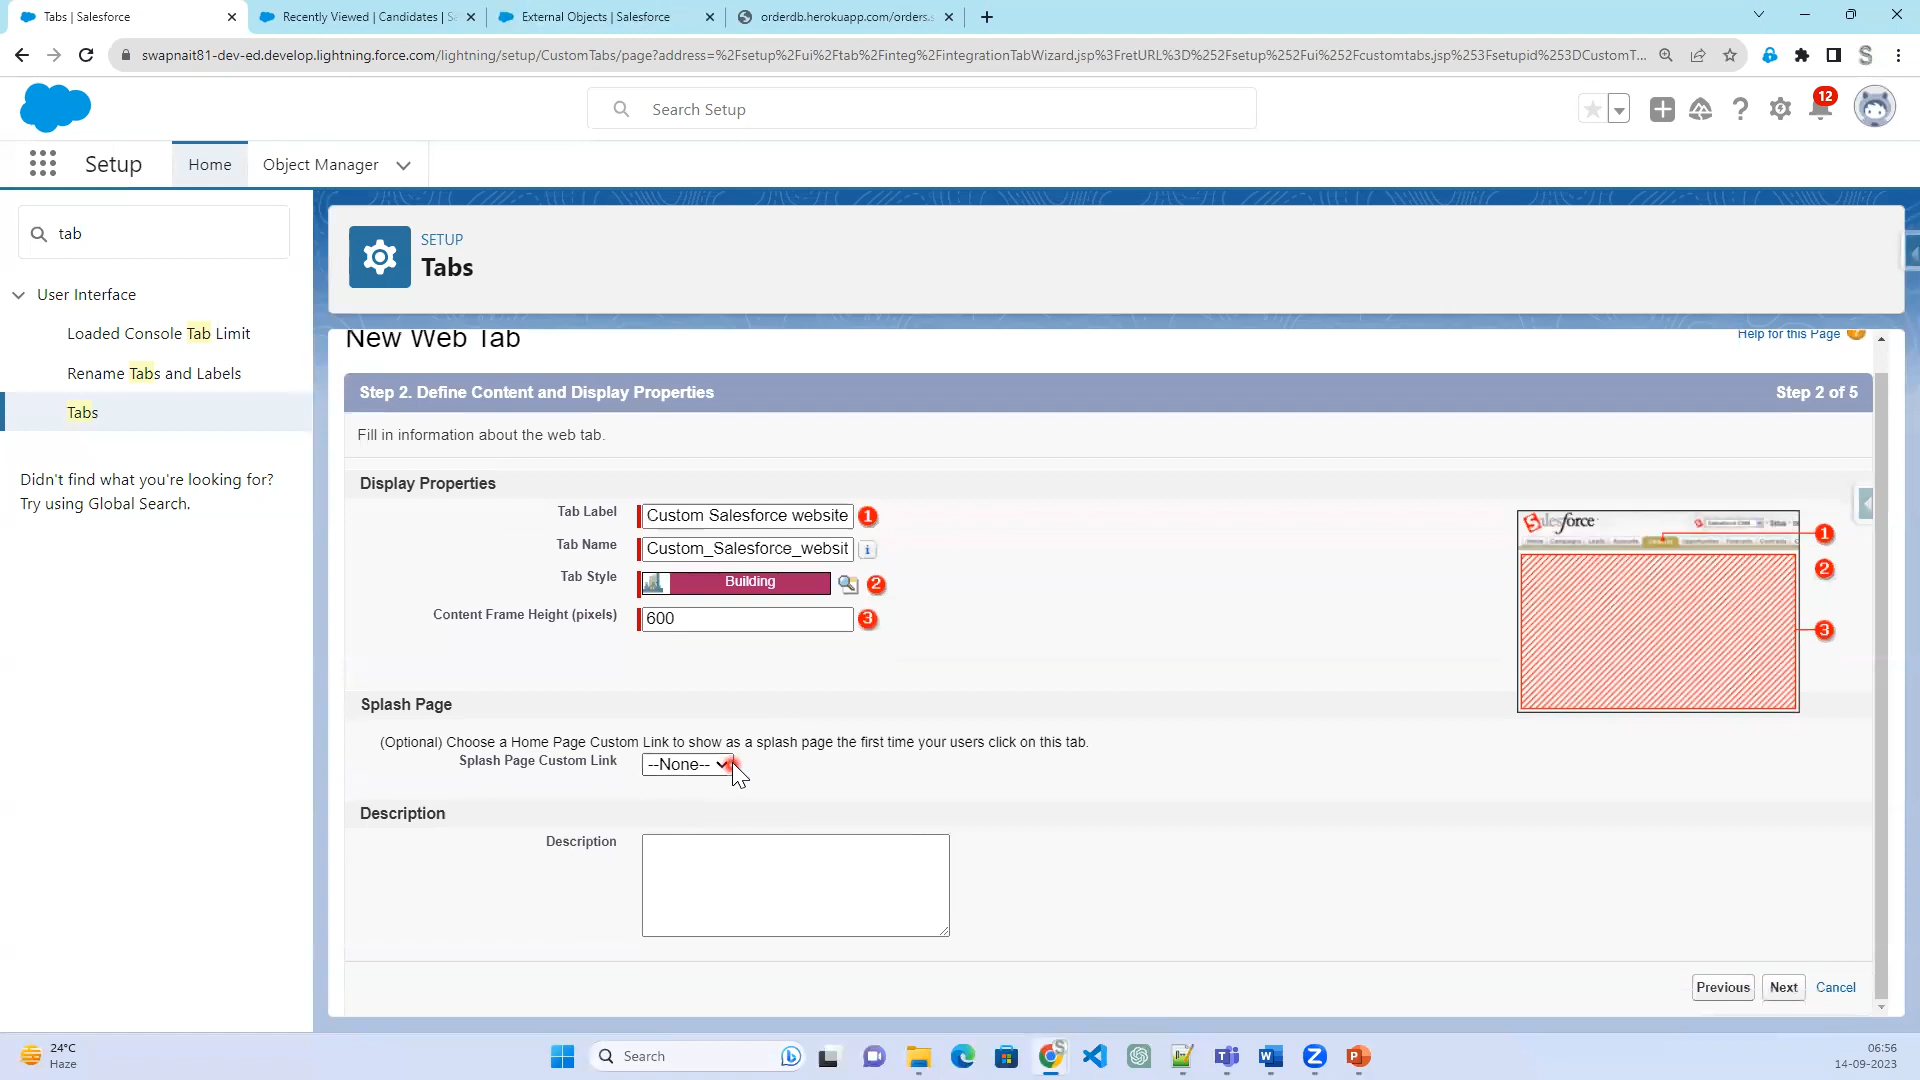 Tabs | Salesforce
Recently Viewed | Candidates | S
External Objects | Salesforce
orderdb.herokuapp.com/orders.s
swapnait81-dev-ed.develop.lightning.force.com/lightning/setup/CustomTabs/page?address=%2Fsetup%2Fui%2Ftab%2Finteg%2FintegrationTabWizard.jsp%3FretURL%3D%252Fsetup%252Fui%252Fcustomtabs.jsp%253Fsetupid%253DCustomT...
S
Search Setup
12
Setup
Home
Object Manager
tab
User Interface
Loaded Console Tab Limit
Rename Tabs and Labels
Tabs
Didn't find what you're looking for?
Try using Global Search.
SETUP
Tabs
New Web Tab
Help for this Page
Step 2. Define Content and Display Properties
Step 2 of 5
Fill in information about the web tab.
Display Properties
Tab Label
Custom Salesforce website
1
Tab Name
Custom_Salesforce_websit
Tab Style
Building
2
Content Frame Height (pixels)
600
3
salesforce
1
2
3
Splash Page
(Optional) Choose a Home Page Custom Link to show as a splash page the first time your users click on this tab.
Splash Page Custom Link
--None--
Description
Description
Previous
Next
Cancel
24°C
Haze
Search
06:56
14-09-2023